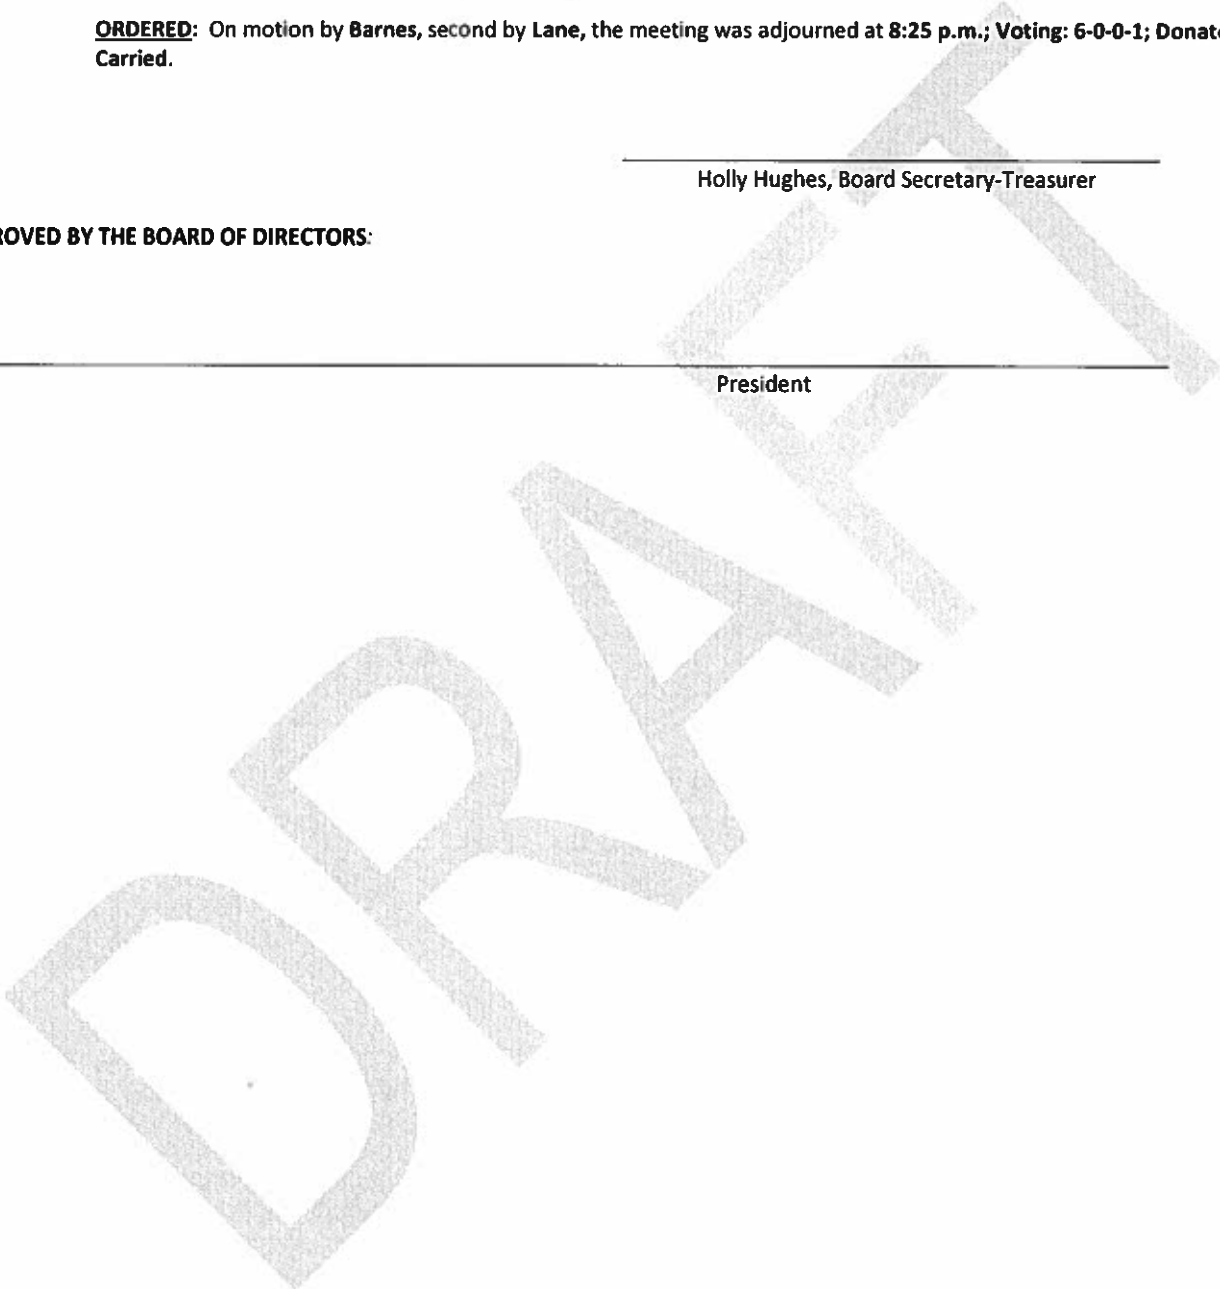 ORDERED: On motion by Barnes, second by Lane, the meeting was adjourned at 8:25 p.m.; Voting: 6-0-0-1;
Carried.
Holly Hughes, Board Secretary-Treasurer
BY THE BOARD OF DIRECTORS:
President
DRAFT